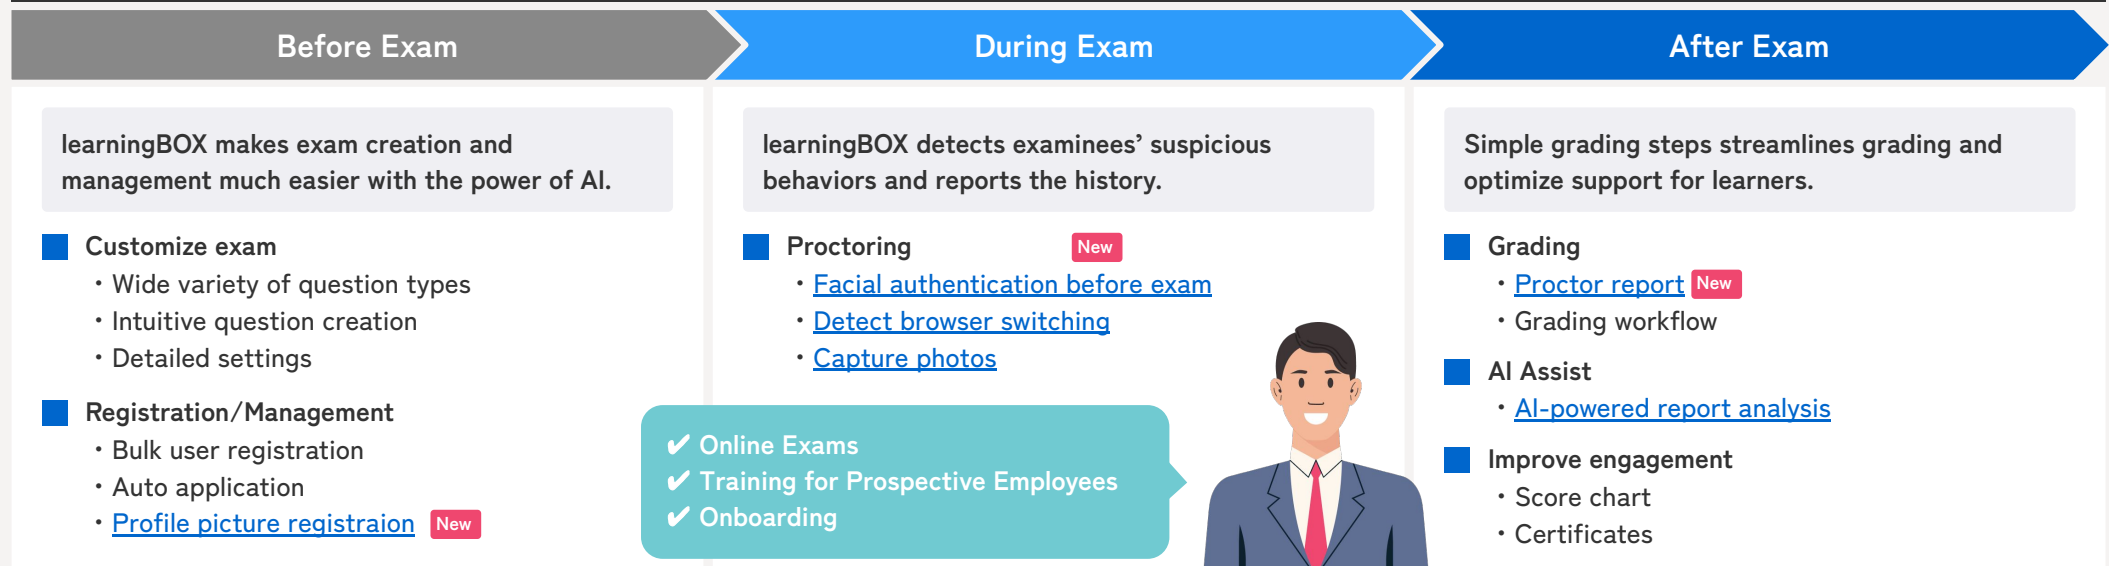 Before Exam
learningBOX makes exam creation and
management much easier with the power of AI.
Customize exam
・Wide variety of question types
・Intuitive question creation
・Detailed settings
Registration/Management
・Bulk user registration
・Auto application
・Profile picture registraion New
During Exam
learningBOX detects examinees’ suspicious
behaviors and reports the history.
Proctoring New
・Facial authentication before exam
・Detect browser switching
・Capture photos
✔ Online Exams
✔ Training for Prospective Employees
✔ Onboarding
After Exam
Simple grading steps streamlines grading and
optimize support for learners.
Grading
・Proctor report New
・Grading workflow
AI Assist
・AI-powered report analysis
Improve engagement
・Score chart
・Certificates